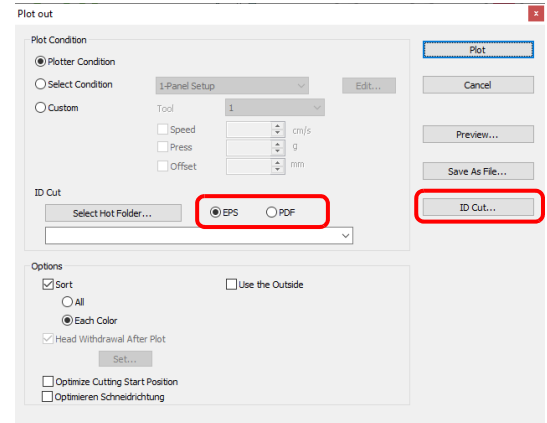 Plot out
x
Plot Condition
Plotter Condition
Plot
Select Condition
1-Panel Setup
Edit...
Cancel
Custom
Tool
1
Speed
cm/s
Preview...
Press
g
Offset
mm
Save As File...
ID Cut
Select Hot Folder...
EPS
PDF
ID Cut...
Options
Sort
Use the Outside
All
Each Color
Head Withdrawal After Plot
Set...
Optimize Cutting Start Position
Optimieren Schneidrichtung